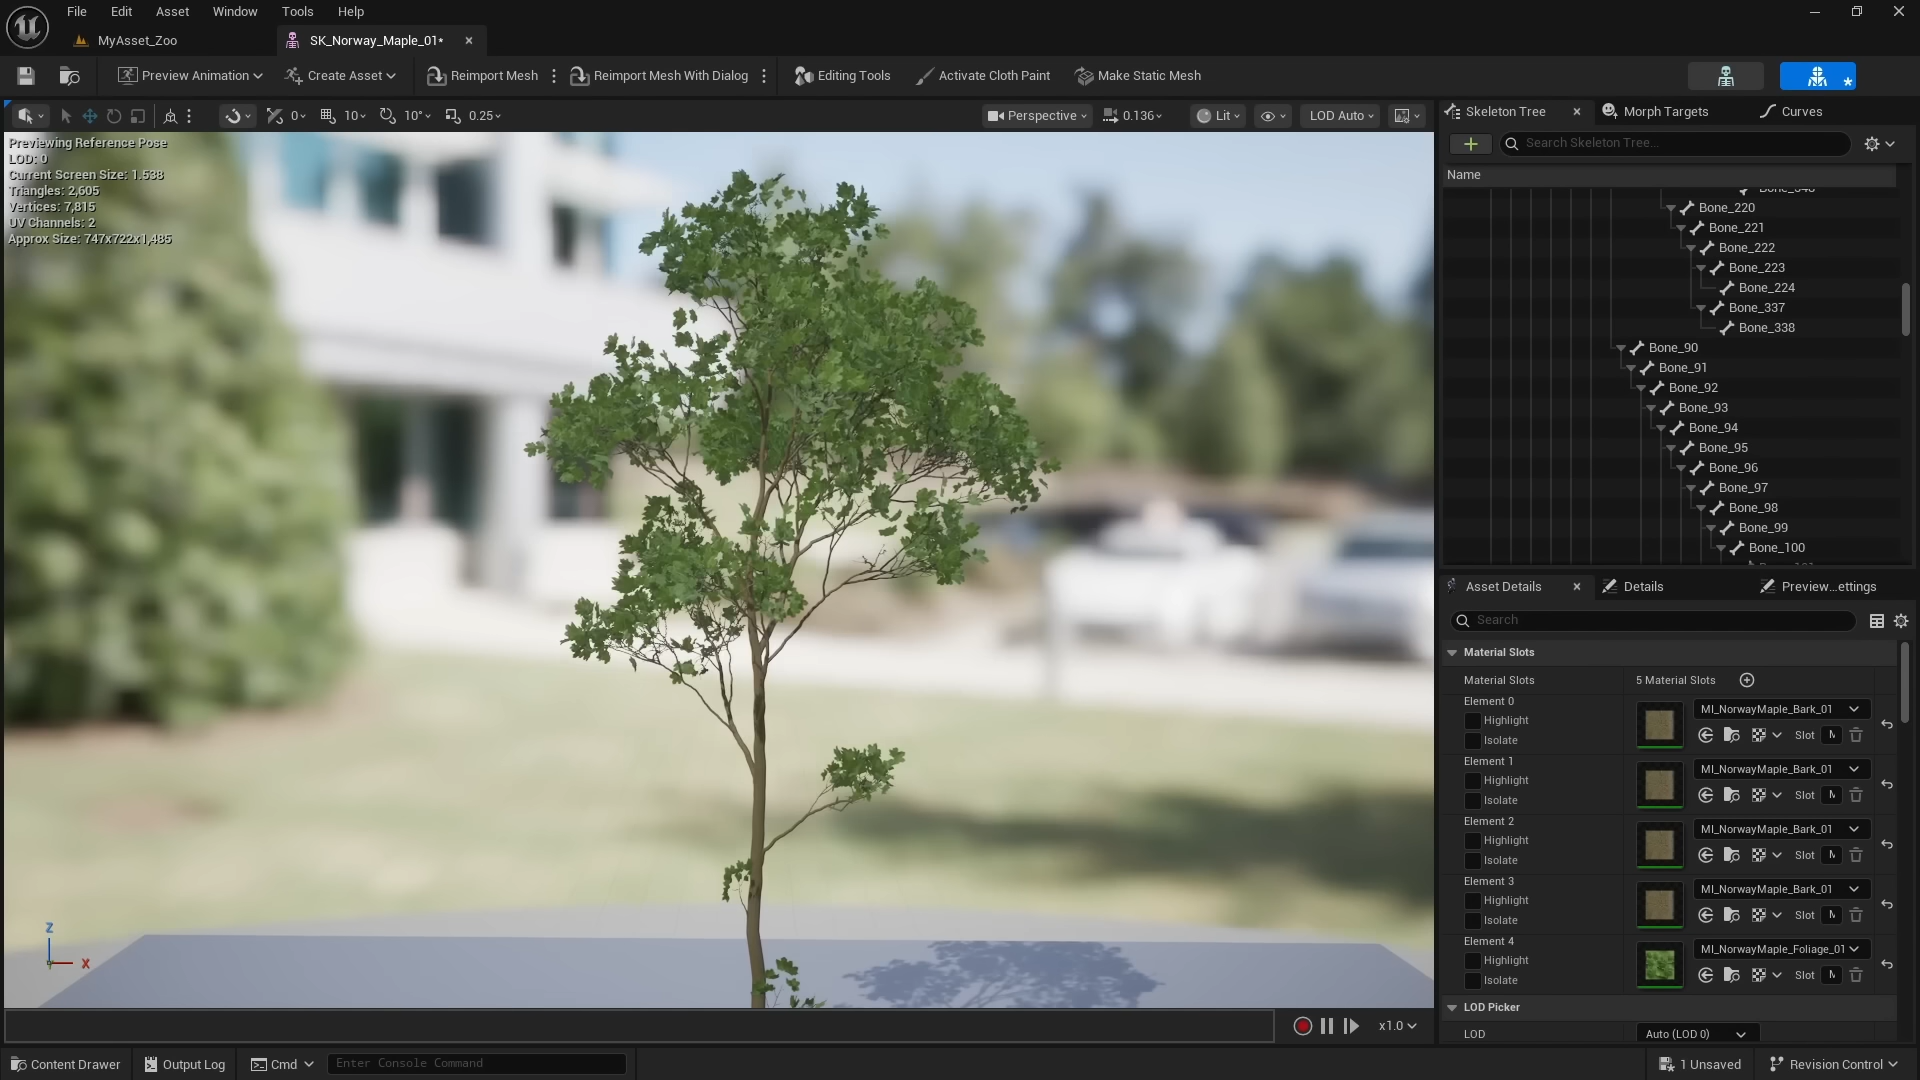 File Edit Asset Window Tools Help
MyAsset_Zoo
SK_Norway_Maple_01*
Preview Animation
Create Asset
Reimport Mesh
Reimport Mesh With Dialog
Editing Tools
Activate Cloth Paint
Make Static Mesh
0
10
10°
0.25
Perspective
0.136
Lit
LOD Auto
Previewing Reference Pose
LOD: 0
Current Screen Size: 1.538
Triangles: 2,605
Vertices: 7,815
UV Channels: 2
Approx Size: 747x722x1,485
Z
X
x1.0
Skeleton Tree
Morph Targets
Curves
Search Skeleton Tree...
Name
Bone_220
Bone_221
Bone_222
Bone_223
Bone_224
Bone_337
Bone_338
Bone_90
Bone_91
Bone_92
Bone_93
Bone_94
Bone_95
Bone_96
Bone_97
Bone_98
Bone_99
Bone_100
Asset Details
Details
Preview...ettings
Search
Material Slots
Material Slots 5 Material Slots
Element 0
Highlight
Isolate
MI_NorwayMaple_Bark_01
Slot M
Element 1
Highlight
Isolate
MI_NorwayMaple_Bark_01
Slot M
Element 2
Highlight
Isolate
MI_NorwayMaple_Bark_01
Slot M
Element 3
Highlight
Isolate
MI_NorwayMaple_Bark_01
Slot M
Element 4
Highlight
Isolate
MI_NorwayMaple_Foliage_01
Slot M
LOD Picker
LOD Auto (LOD 0)
Content Drawer
Output Log
Cmd
Enter Console Command
1 Unsaved
Revision Control